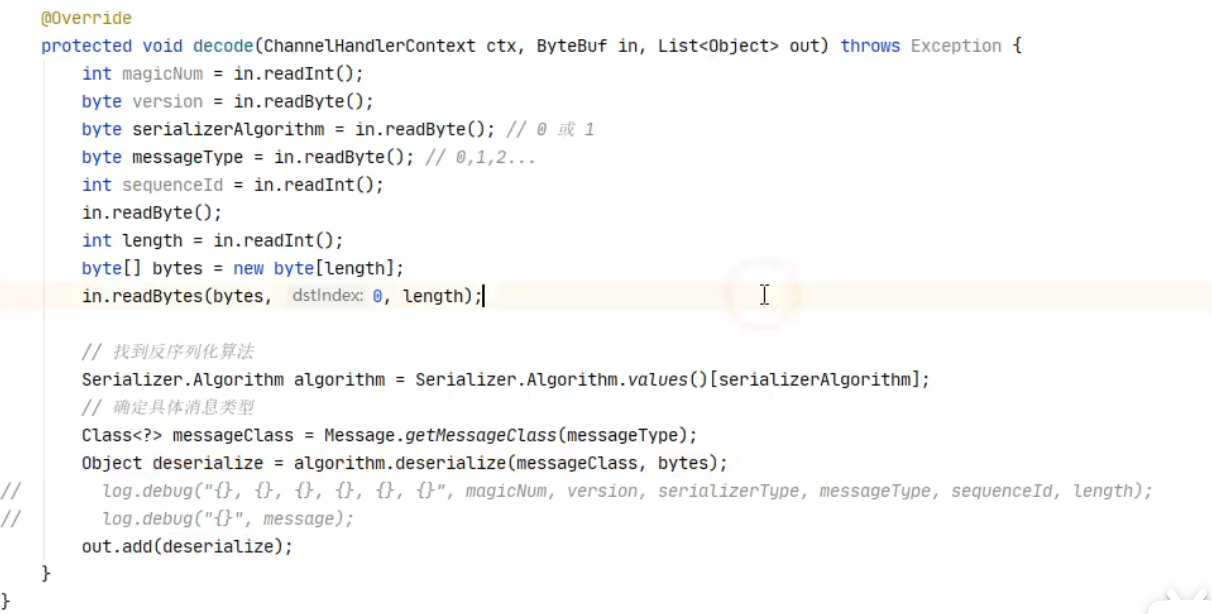 @Override
protected void decode(ChannelHandlerContext ctx, ByteBuf in, List<Object> out) throws Exception {
    int magicNum = in.readInt();
    byte version = in.readByte();
    byte serializerAlgorithm = in.readByte(); // 0 或 1
    byte messageType = in.readByte(); // 0,1,2...
    int sequenceId = in.readInt();
    in.readByte();
    int length = in.readInt();
    byte[] bytes = new byte[length];
    in.readBytes(bytes, dstIndex: 0, length);
    // 找到反序列化算法
    Serializer.Algorithm algorithm = Serializer.Algorithm.values()[serializerAlgorithm];
    // 确定具体消息类型
    Class<?> messageClass = Message.getMessageClass(messageType);
    Object deserialize = algorithm.deserialize(messageClass, bytes);
//        log.debug("{}, {}, {}, {}, {}, {}", magicNum, version, serializerType, messageType, sequenceId, length);
//        log.debug("{}", message);
    out.add(deserialize);
}
}